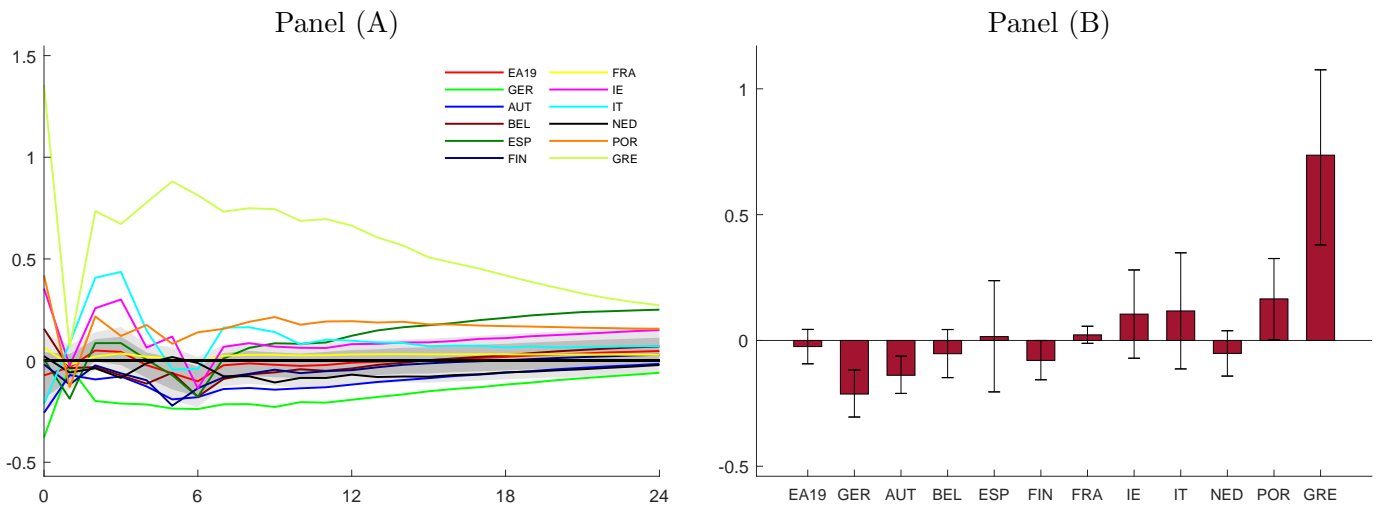 Panel (A)
Panel (B)
1.5
1
0.5
0
-0.5
0
6
12
18
24
EA19 FRA
GER IE
AUT IT
BEL NED
ESP POR
FIN GRE
1
0.5
0
-0.5
EA19 GER AUT BEL ESP FIN FRA IE IT NED POR GRE